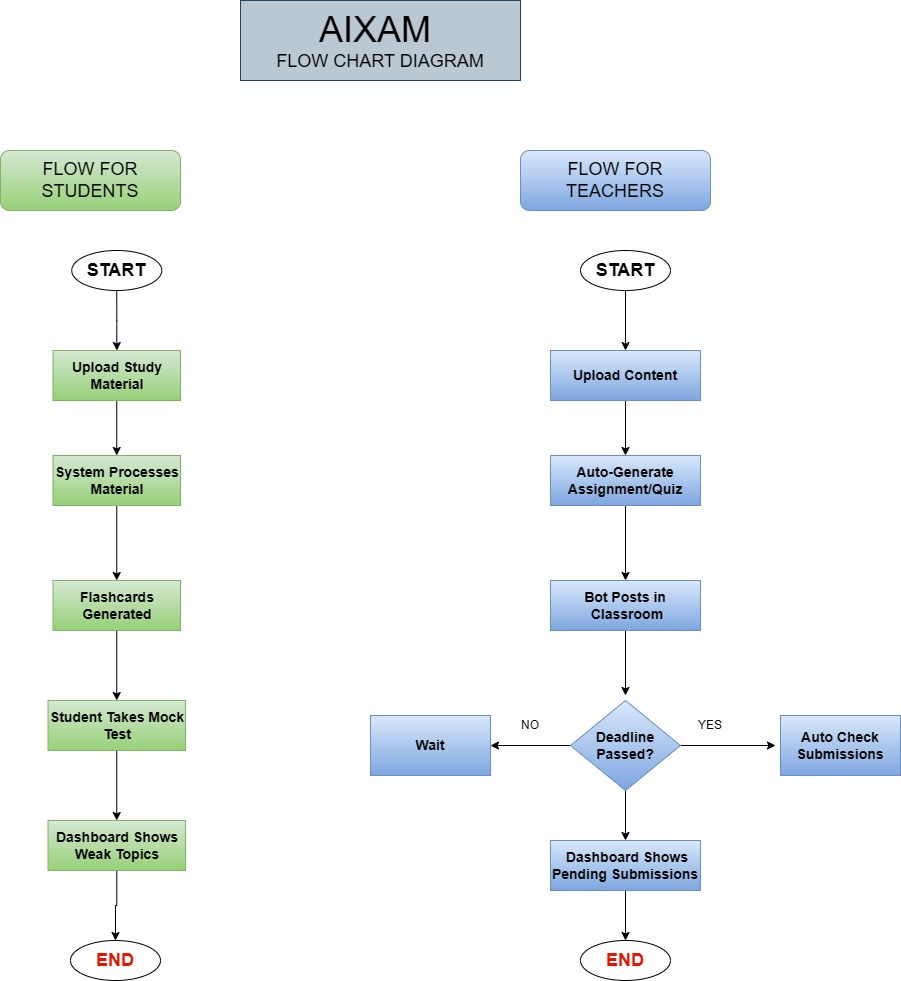 AIXAM
FLOW CHART DIAGRAM
FLOW FOR
STUDENTS
START
Upload Study
Material
System Processes
Material
Flashcards
Generated
Student Takes Mock
Test
Dashboard Shows
Weak Topics
END
FLOW FOR
TEACHERS
START
Upload Content
Auto-Generate
Assignment/Quiz
Bot Posts in
Classroom
Deadline
Passed?
NO
Wait
YES
Auto Check
Submissions
Dashboard Shows
Pending Submissions
END